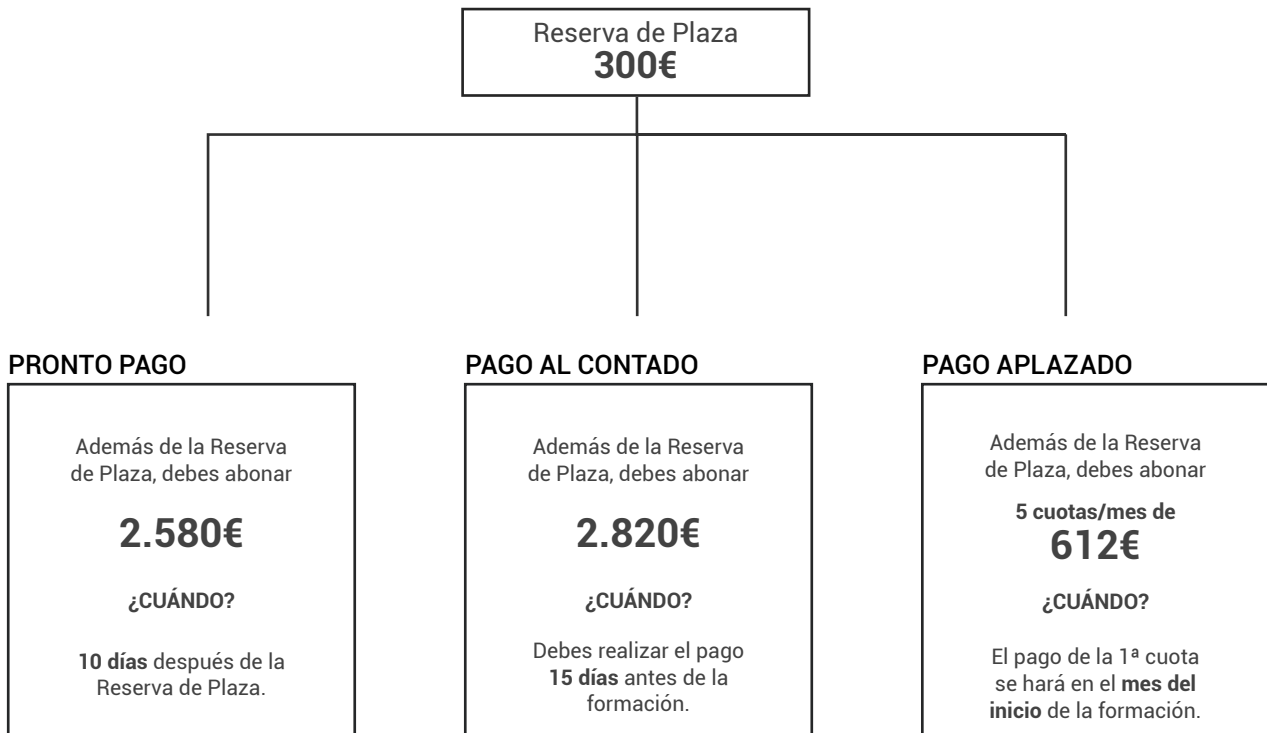 Reserva de Plaza
300€
PRONTO PAGO
Además de la Reserva
de Plaza, debes abonar
2.580€
¿CUÁNDO?
10 días después de la
Reserva de Plaza.
PAGO AL CONTADO
Además de la Reserva
de Plaza, debes abonar
2.820€
¿CUÁNDO?
Debes realizar el pago
15 días antes de la
formación.
PAGO APLAZADO
Además de la Reserva
de Plaza, debes abonar
5 cuotas/mes de
612€
¿CUÁNDO?
El pago de la 1ª cuota
se hará en el mes del
inicio de la formación.